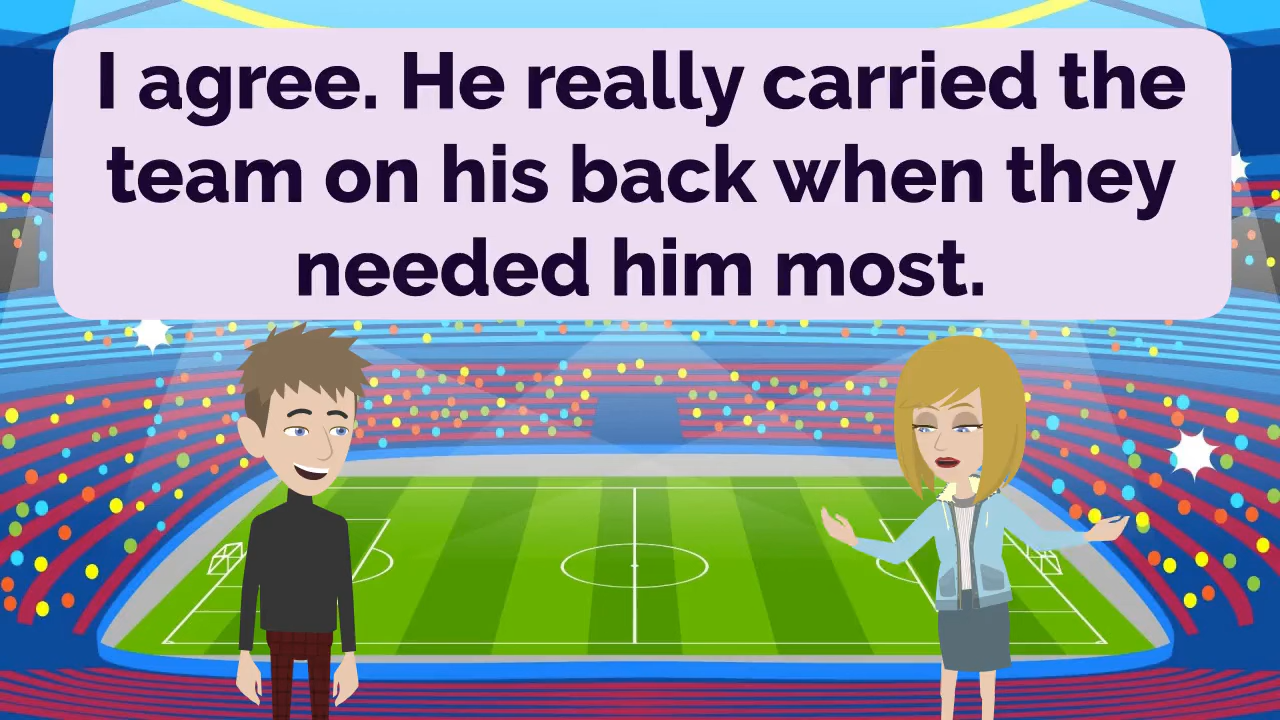 I agree. He really carried the
team on his back when they
needed him most.